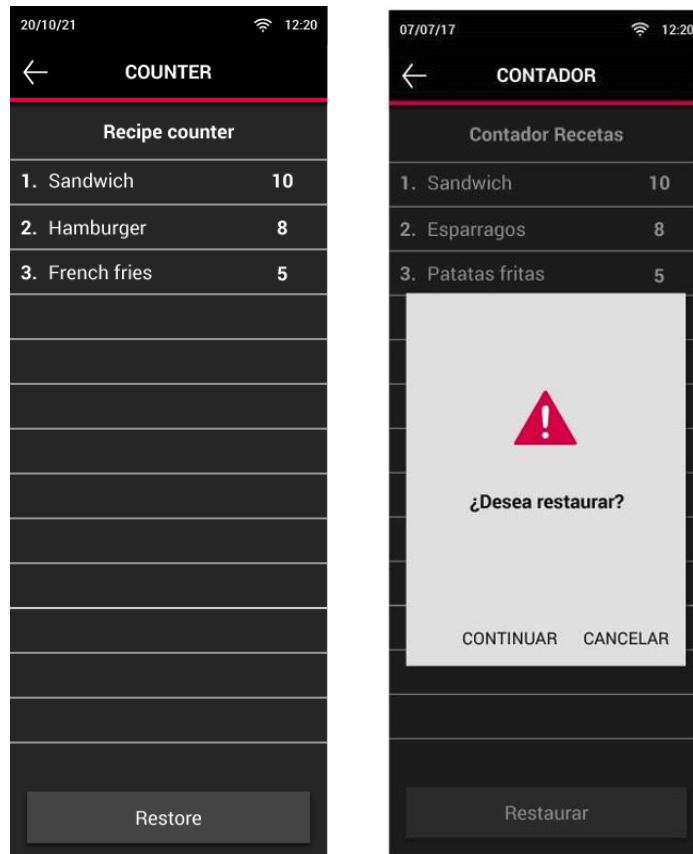 20/10/21 12:20
COUNTER
Recipe counter
1. Sandwich 10
2. Hamburger 8
3. French fries 5
Restore
07/07/17 12:20
CONTADOR
Contador Recetas
1. Sandwich 10
2. Esparragos 8
3. Patatas fritas 5
¿Desea restaurar?
CONTINUAR CANCELAR
Restaurar